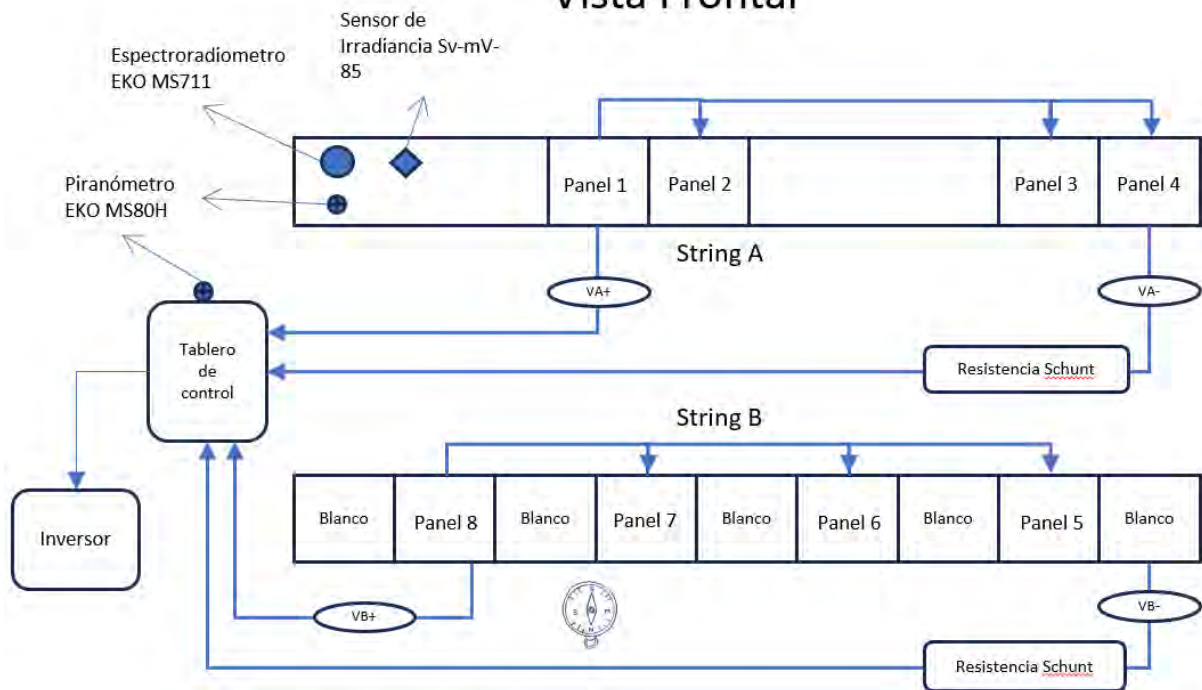 Vista Frontal
Sensor de
Irradiancia Sv-mV-
85
Espectroradiometro
EKO MS711
Piranómetro
EKO MS80H
Panel 1
Panel 2
Panel 3
Panel 4
String A
VA+
VA-
Tablero
de
control
Resistencia Schunt
String B
Blanco
Panel 8
Blanco
Panel 7
Blanco
Panel 6
Blanco
Panel 5
Blanco
Inversor
VB+
VB-
Resistencia Schunt